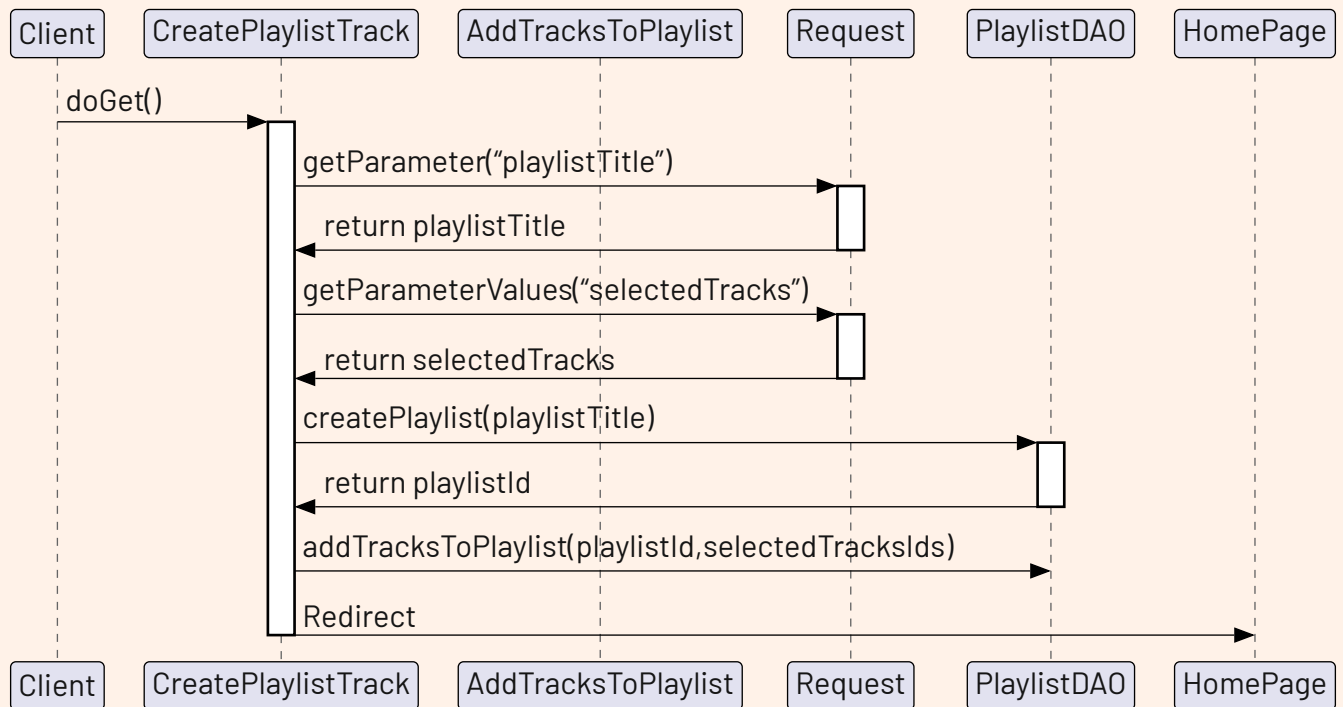 Client CreatePlaylistTrack AddTracksToPlaylist Request PlaylistDAO HomePage
doGet()
getParameter(“playlistTitle”)
return playlistTitle
getParameterValues(“selectedTracks”)
return selectedTracks
createPlaylist(playlistTitle)
return playlistId
addTracksToPlaylist(playlistId,selectedTracksIds)
Redirect
Client CreatePlaylistTrack AddTracksToPlaylist Request PlaylistDAO HomePage